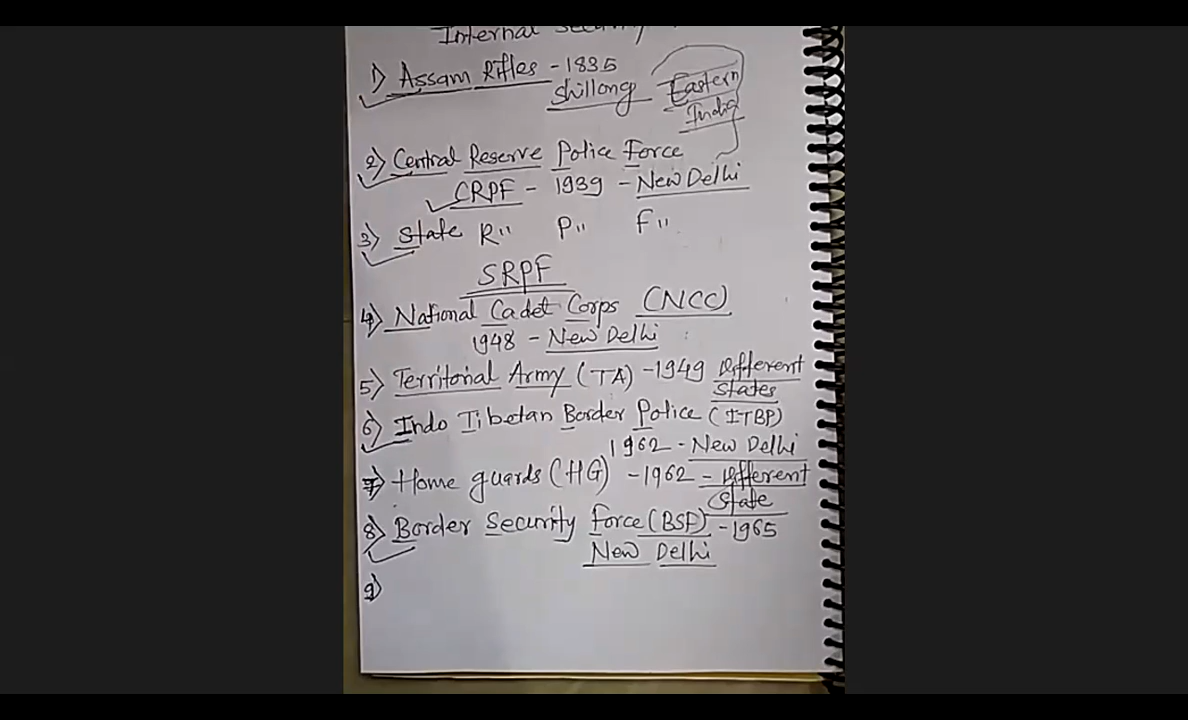 Internal Security
1) Assam Rifles - 1835
Shillong Eastern
India
2) Central Reserve Police Force
CRPF - 1939 - New Delhi
3) State R" P" F"
SRPF
4) National Cadet Corps (NCC)
1948 - New Delhi
5) Territorial Army (TA) - 1949 Different
States
6) Indo Tibetan Border Police (ITBP)
1962 - New Delhi
7) Home guards (HG) - 1962 - Different
State
8) Border Security Force (BSF) - 1965
New Delhi
9)